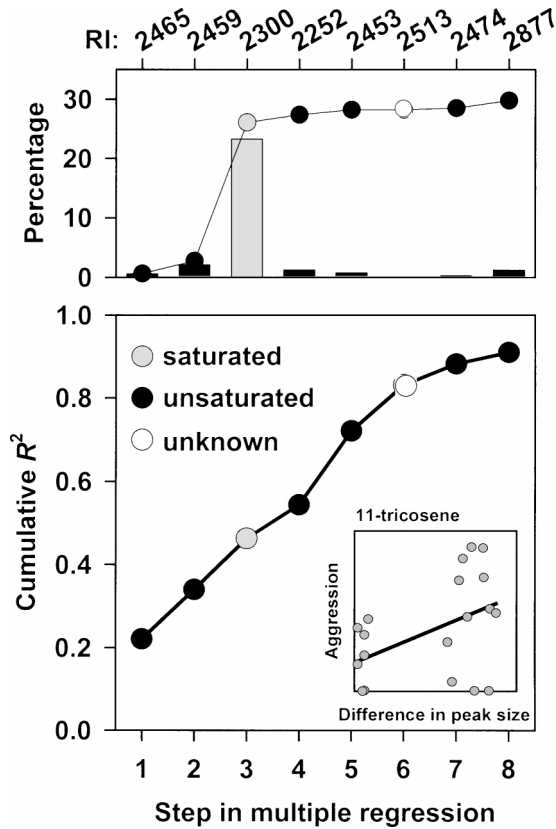 RI: 2465 2459 2300 2252 2453 2513 2474 2877
Percentage
30
20
10
0
Cumulative R²
1.0
0.8
0.6
0.4
0.2
0.0
saturated
unsaturated
unknown
11-tricosene
Aggression
Difference in peak size
1 2 3 4 5 6 7 8
Step in multiple regression